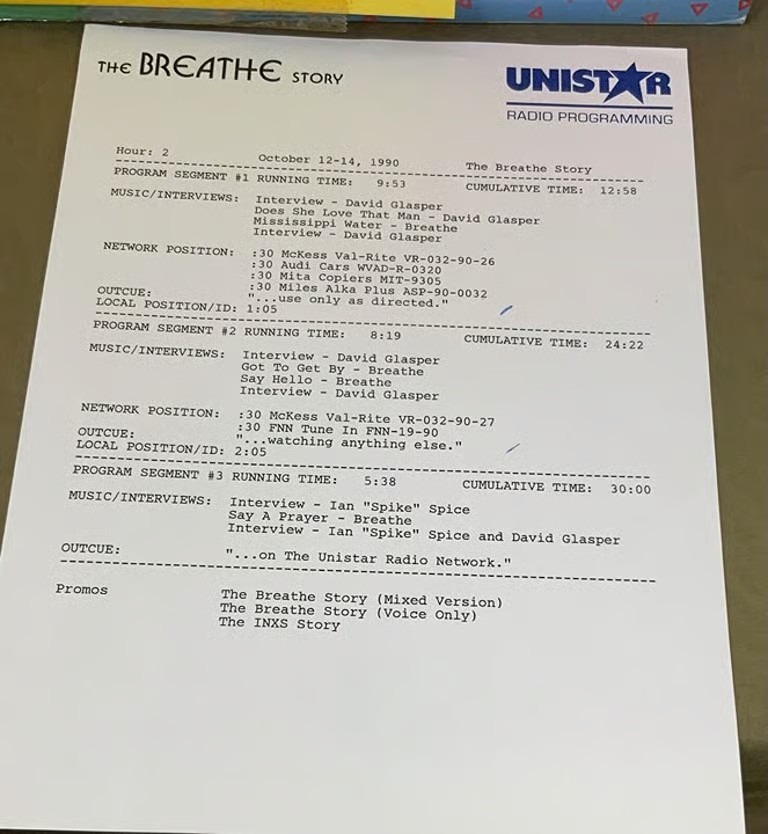 THE BREATHE STORY
UNISTAR
RADIO PROGRAMMING
Hour: 2 October 12-14, 1990 The Breathe Story
PROGRAM SEGMENT #1 RUNNING TIME: 9:53 CUMULATIVE TIME: 12:58
MUSIC/INTERVIEWS: Interview - David Glasper
Does She Love That Man - David Glasper
Mississippi Water - Breathe
Interview - David Glasper
NETWORK POSITION: :30 McKess Val-Rite VR-032-90-26
:30 Audi Cars WVAD-R-0320
:30 Mita Copiers MIT-9305
:30 Miles Alka Plus ASP-90-0032
OUTCUE: "...use only as directed."
LOCAL POSITION/ID: 1:05
PROGRAM SEGMENT #2 RUNNING TIME: 8:19 CUMULATIVE TIME: 24:22
MUSIC/INTERVIEWS: Interview - David Glasper
Got To Get By - Breathe
Say Hello - Breathe
Interview - David Glasper
NETWORK POSITION: :30 McKess Val-Rite VR-032-90-27
:30 FNN Tune In FNN-19-90
OUTCUE: "...watching anything else."
LOCAL POSITION/ID: 2:05
PROGRAM SEGMENT #3 RUNNING TIME: 5:38 CUMULATIVE TIME: 30:00
MUSIC/INTERVIEWS: Interview - Ian "Spike" Spice
Say A Prayer - Breathe
Interview - Ian "Spike" Spice and David Glasper
OUTCUE: "...on The Unistar Radio Network."
Promos The Breathe Story (Mixed Version)
The Breathe Story (Voice Only)
The INXS Story